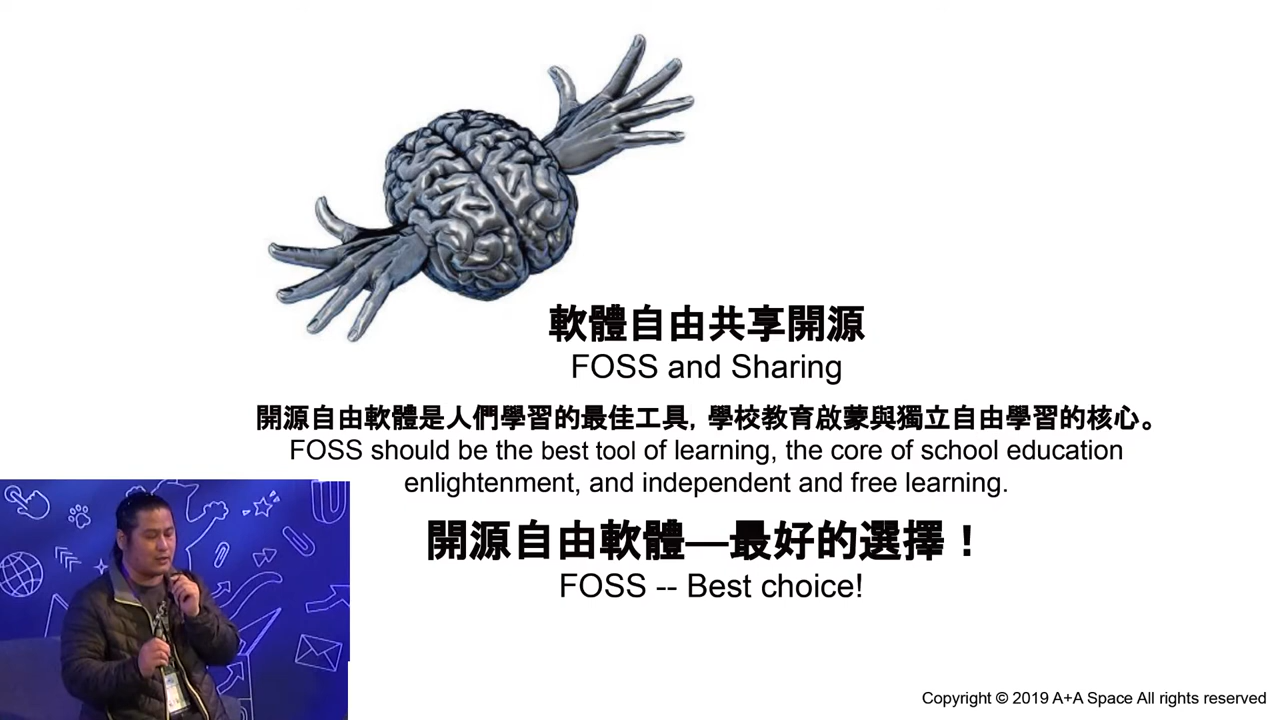 軟體自由共享開源
FOSS and Sharing
開源自由軟體是人們學習的最佳工具，學校教育啟蒙與獨立自由學習的核心。
FOSS should be the best tool of learning, the core of school education
enlightenment, and independent and free learning.
開源自由軟體—最好的選擇！
FOSS -- Best choice!
Copyright © 2019 A+A Space All rights reserved